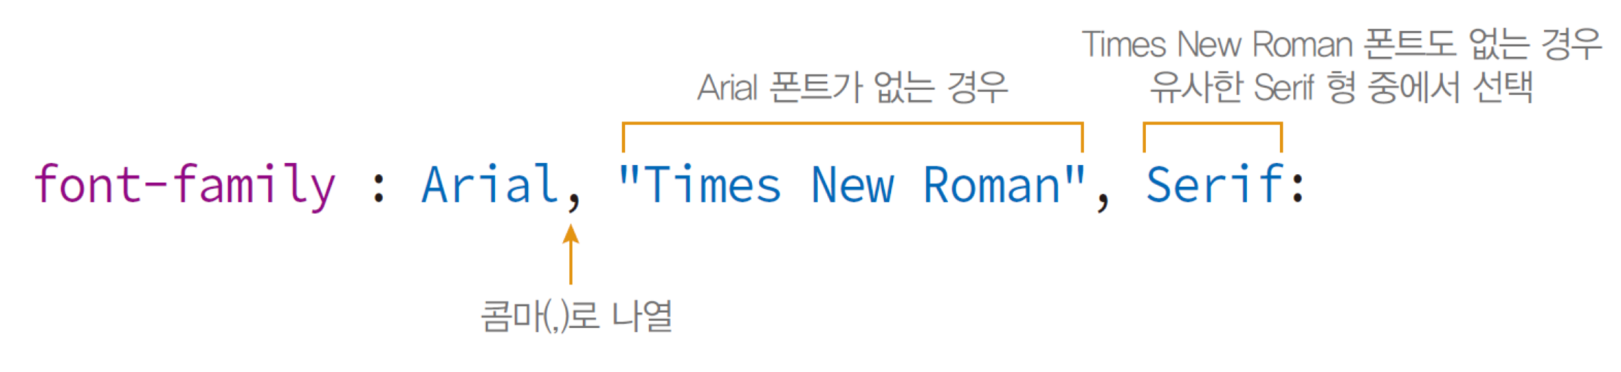 Times New Roman 폰트도 없는 경우
Arial 폰트가 없는 경우
유사한 Serif 형 중에서 선택
font-family : Arial, "Times New Roman", Serif:
콤마(,)로 나열